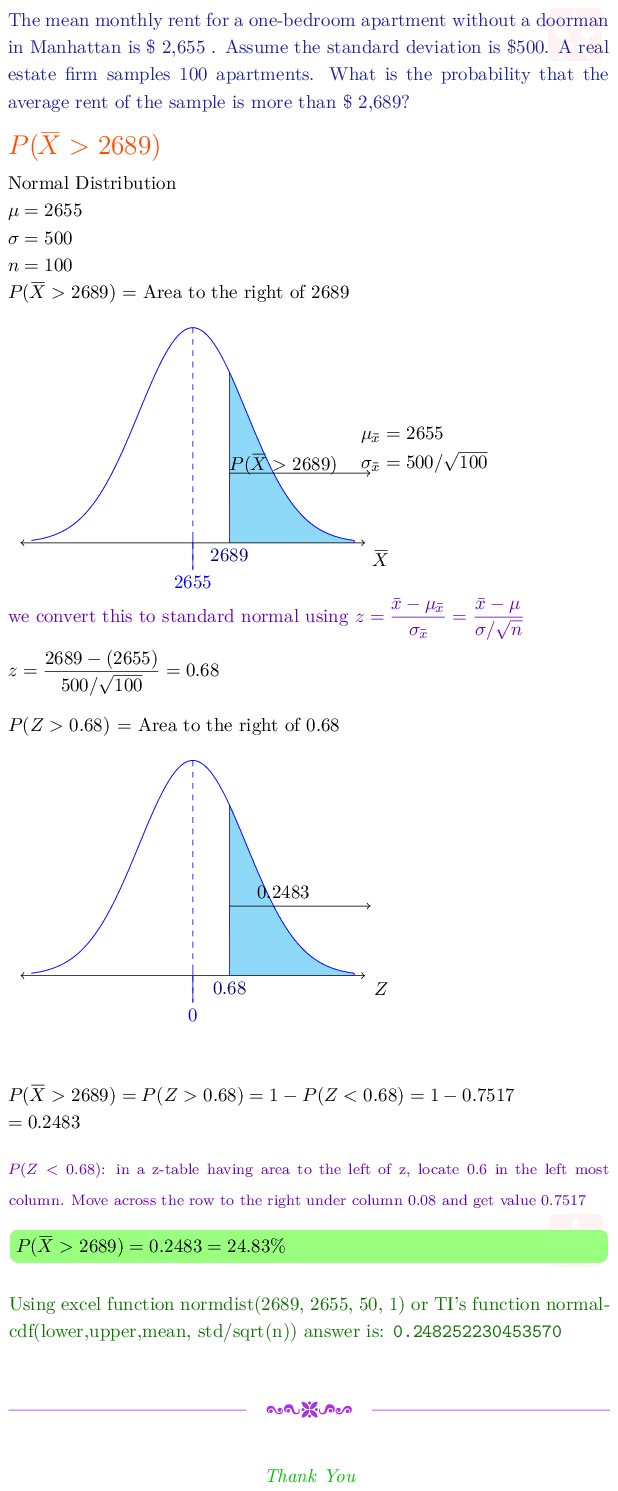 The mean monthly rent for a one-bedroom apartment without a doorman
in Manhattan is $ 2,655 . Assume the standard deviation is $500. A real
estate firm samples 100 apartments. What is the probability that the
average rent of the sample is more than $ 2,689?
P(X̅ > 2689)
Normal Distribution
μ = 2655
σ = 500
n = 100
P(X̅ > 2689) = Area to the right of 2689
μ_x̄ = 2655
P(X̅ > 2689)
σ_x̄ = 500/√100
2689
X̅
2655
we convert this to standard normal using z = (x̄ − μ_x̄)/σ_x̄ = (x̄ − μ)/(σ/√n)
z = (2689 − (2655))/(500/√100) = 0.68
P(Z > 0.68) = Area to the right of 0.68
0.2483
0.68
Z
0
P(X̅ > 2689) = P(Z > 0.68) = 1 − P(Z < 0.68) = 1 − 0.7517
= 0.2483
P(Z < 0.68): in a z-table having area to the left of z, locate 0.6 in the left most
column. Move across the row to the right under column 0.08 and get value 0.7517
P(X̅ > 2689) = 0.2483 = 24.83%
Using excel function normdist(2689, 2655, 50, 1) or TI's function normal-
cdf(lower,upper,mean, std/sqrt(n)) answer is: 0.248252230453570
Thank You